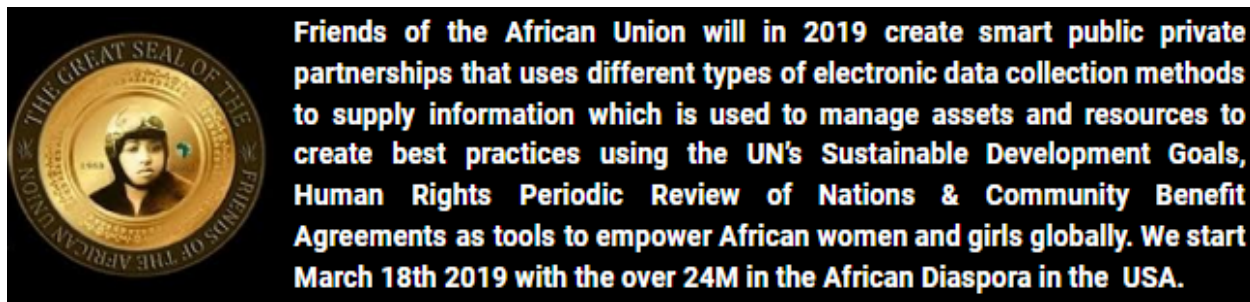 THE GREAT SEAL OF THE
FRIENDS OF THE AFRICAN UNION
Friends of the African Union will in 2019 create smart public private
partnerships that uses different types of electronic data collection methods
to supply information which is used to manage assets and resources to
create best practices using the UN's Sustainable Development Goals,
Human Rights Periodic Review of Nations & Community Benefit
Agreements as tools to empower African women and girls globally. We start
March 18th 2019 with the over 24M in the African Diaspora in the USA.